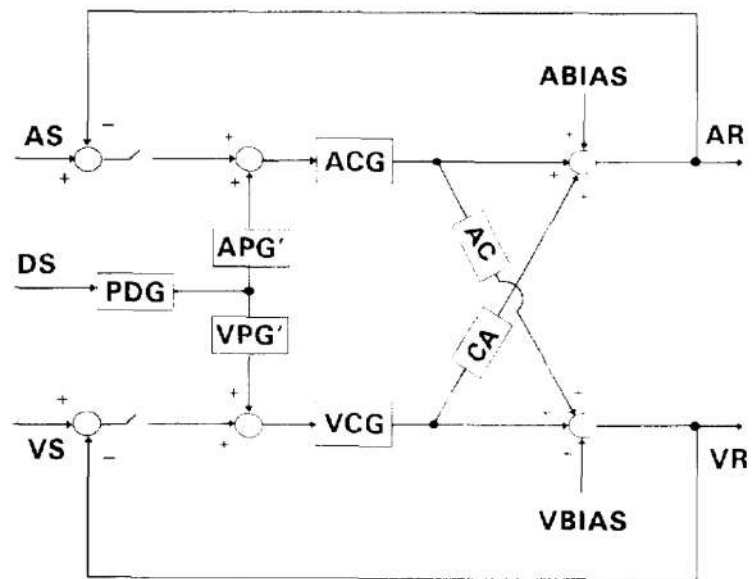 ABIAS
AS
AR
ACG
APG'
AC
DS
PDG
VPG'
CA
VS
VCG
VR
VBIAS